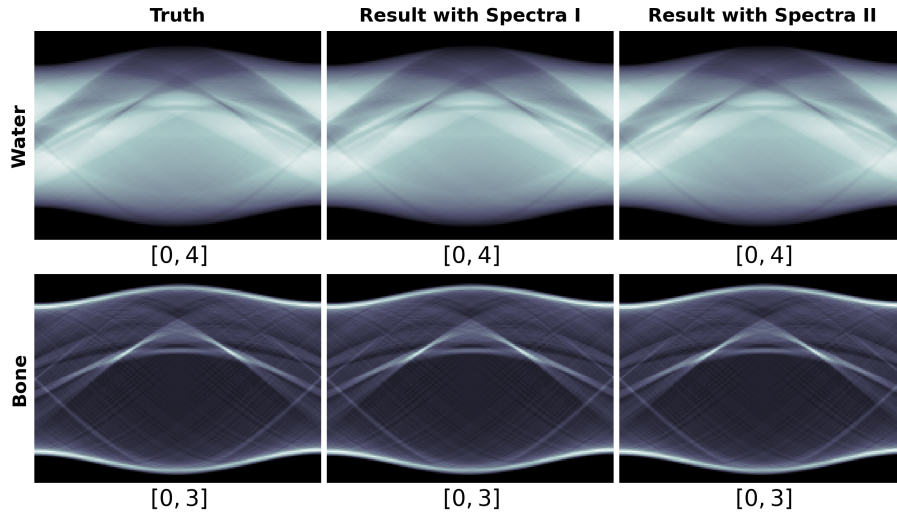 Truth
Result with Spectra I
Result with Spectra II
Water
[0, 4]
[0, 4]
[0, 4]
Bone
[0, 3]
[0, 3]
[0, 3]